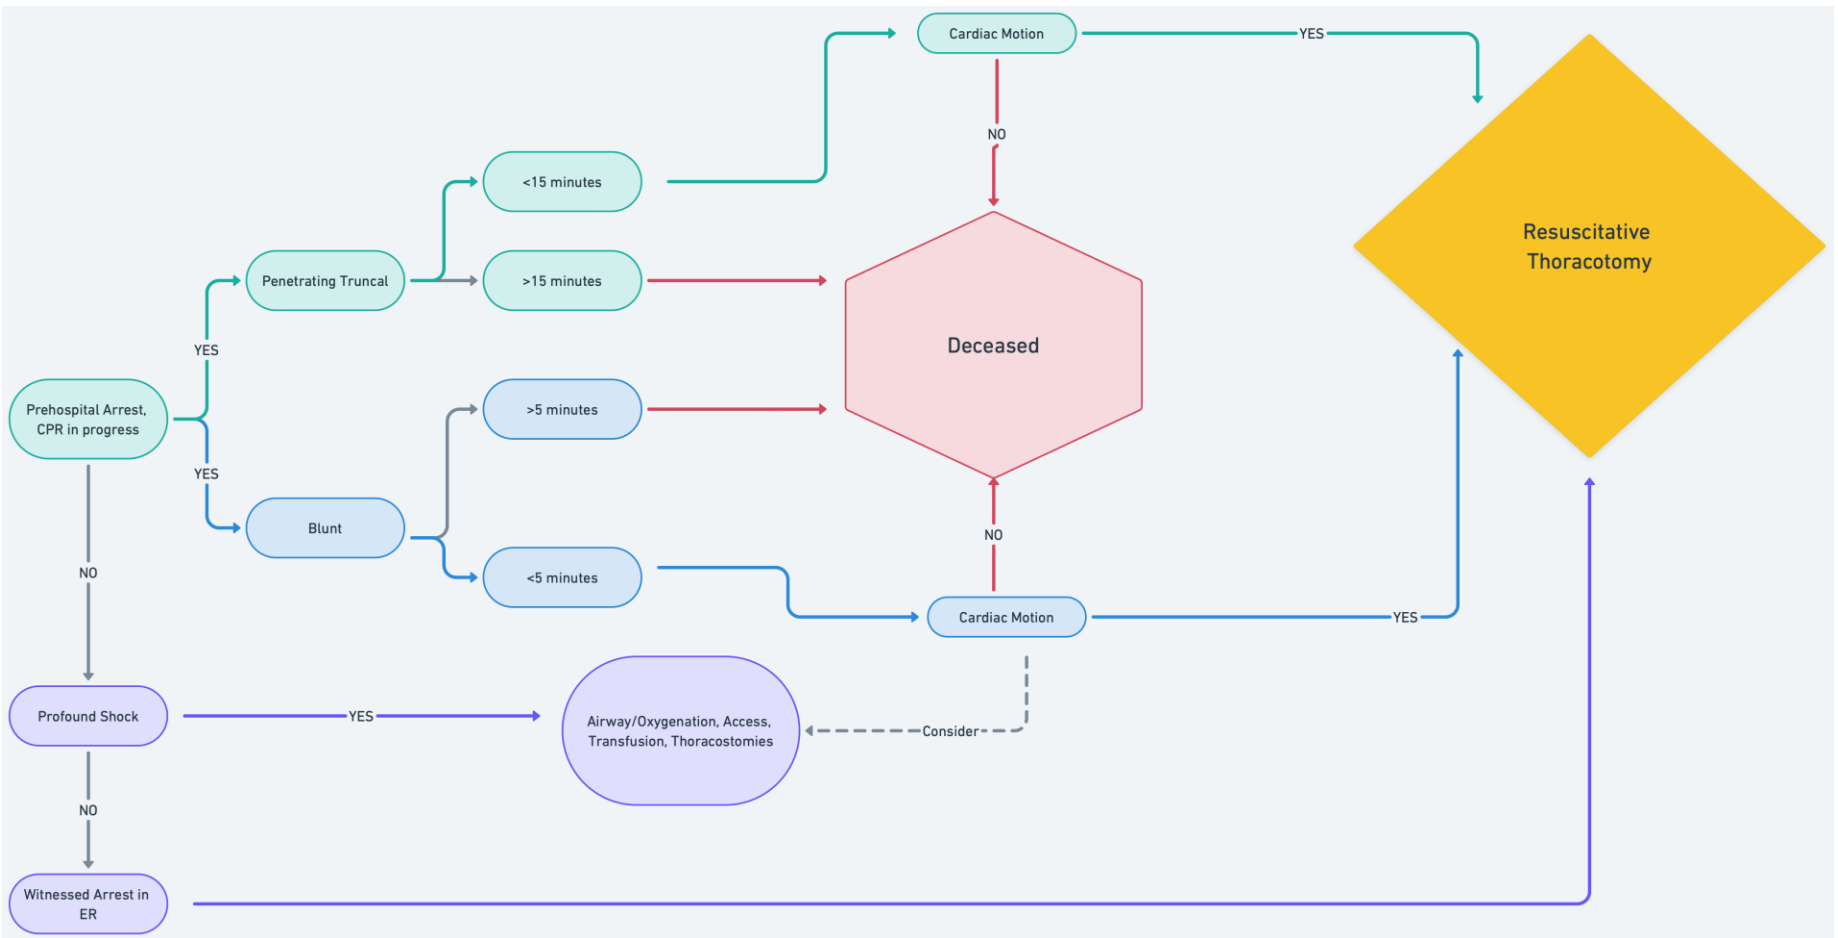 Cardiac Motion
YES
NO
<15 minutes
Penetrating Truncal
>15 minutes
Resuscitative
Thoracotomy
YES
Deceased
Prehospital Arrest,
CPR in progress
>5 minutes
YES
Blunt
NO
<5 minutes
NO
Cardiac Motion
YES
Profound Shock
YES
Airway/Oxygenation, Access,
Transfusion, Thoracostomies
Consider
NO
Witnessed Arrest in
ER